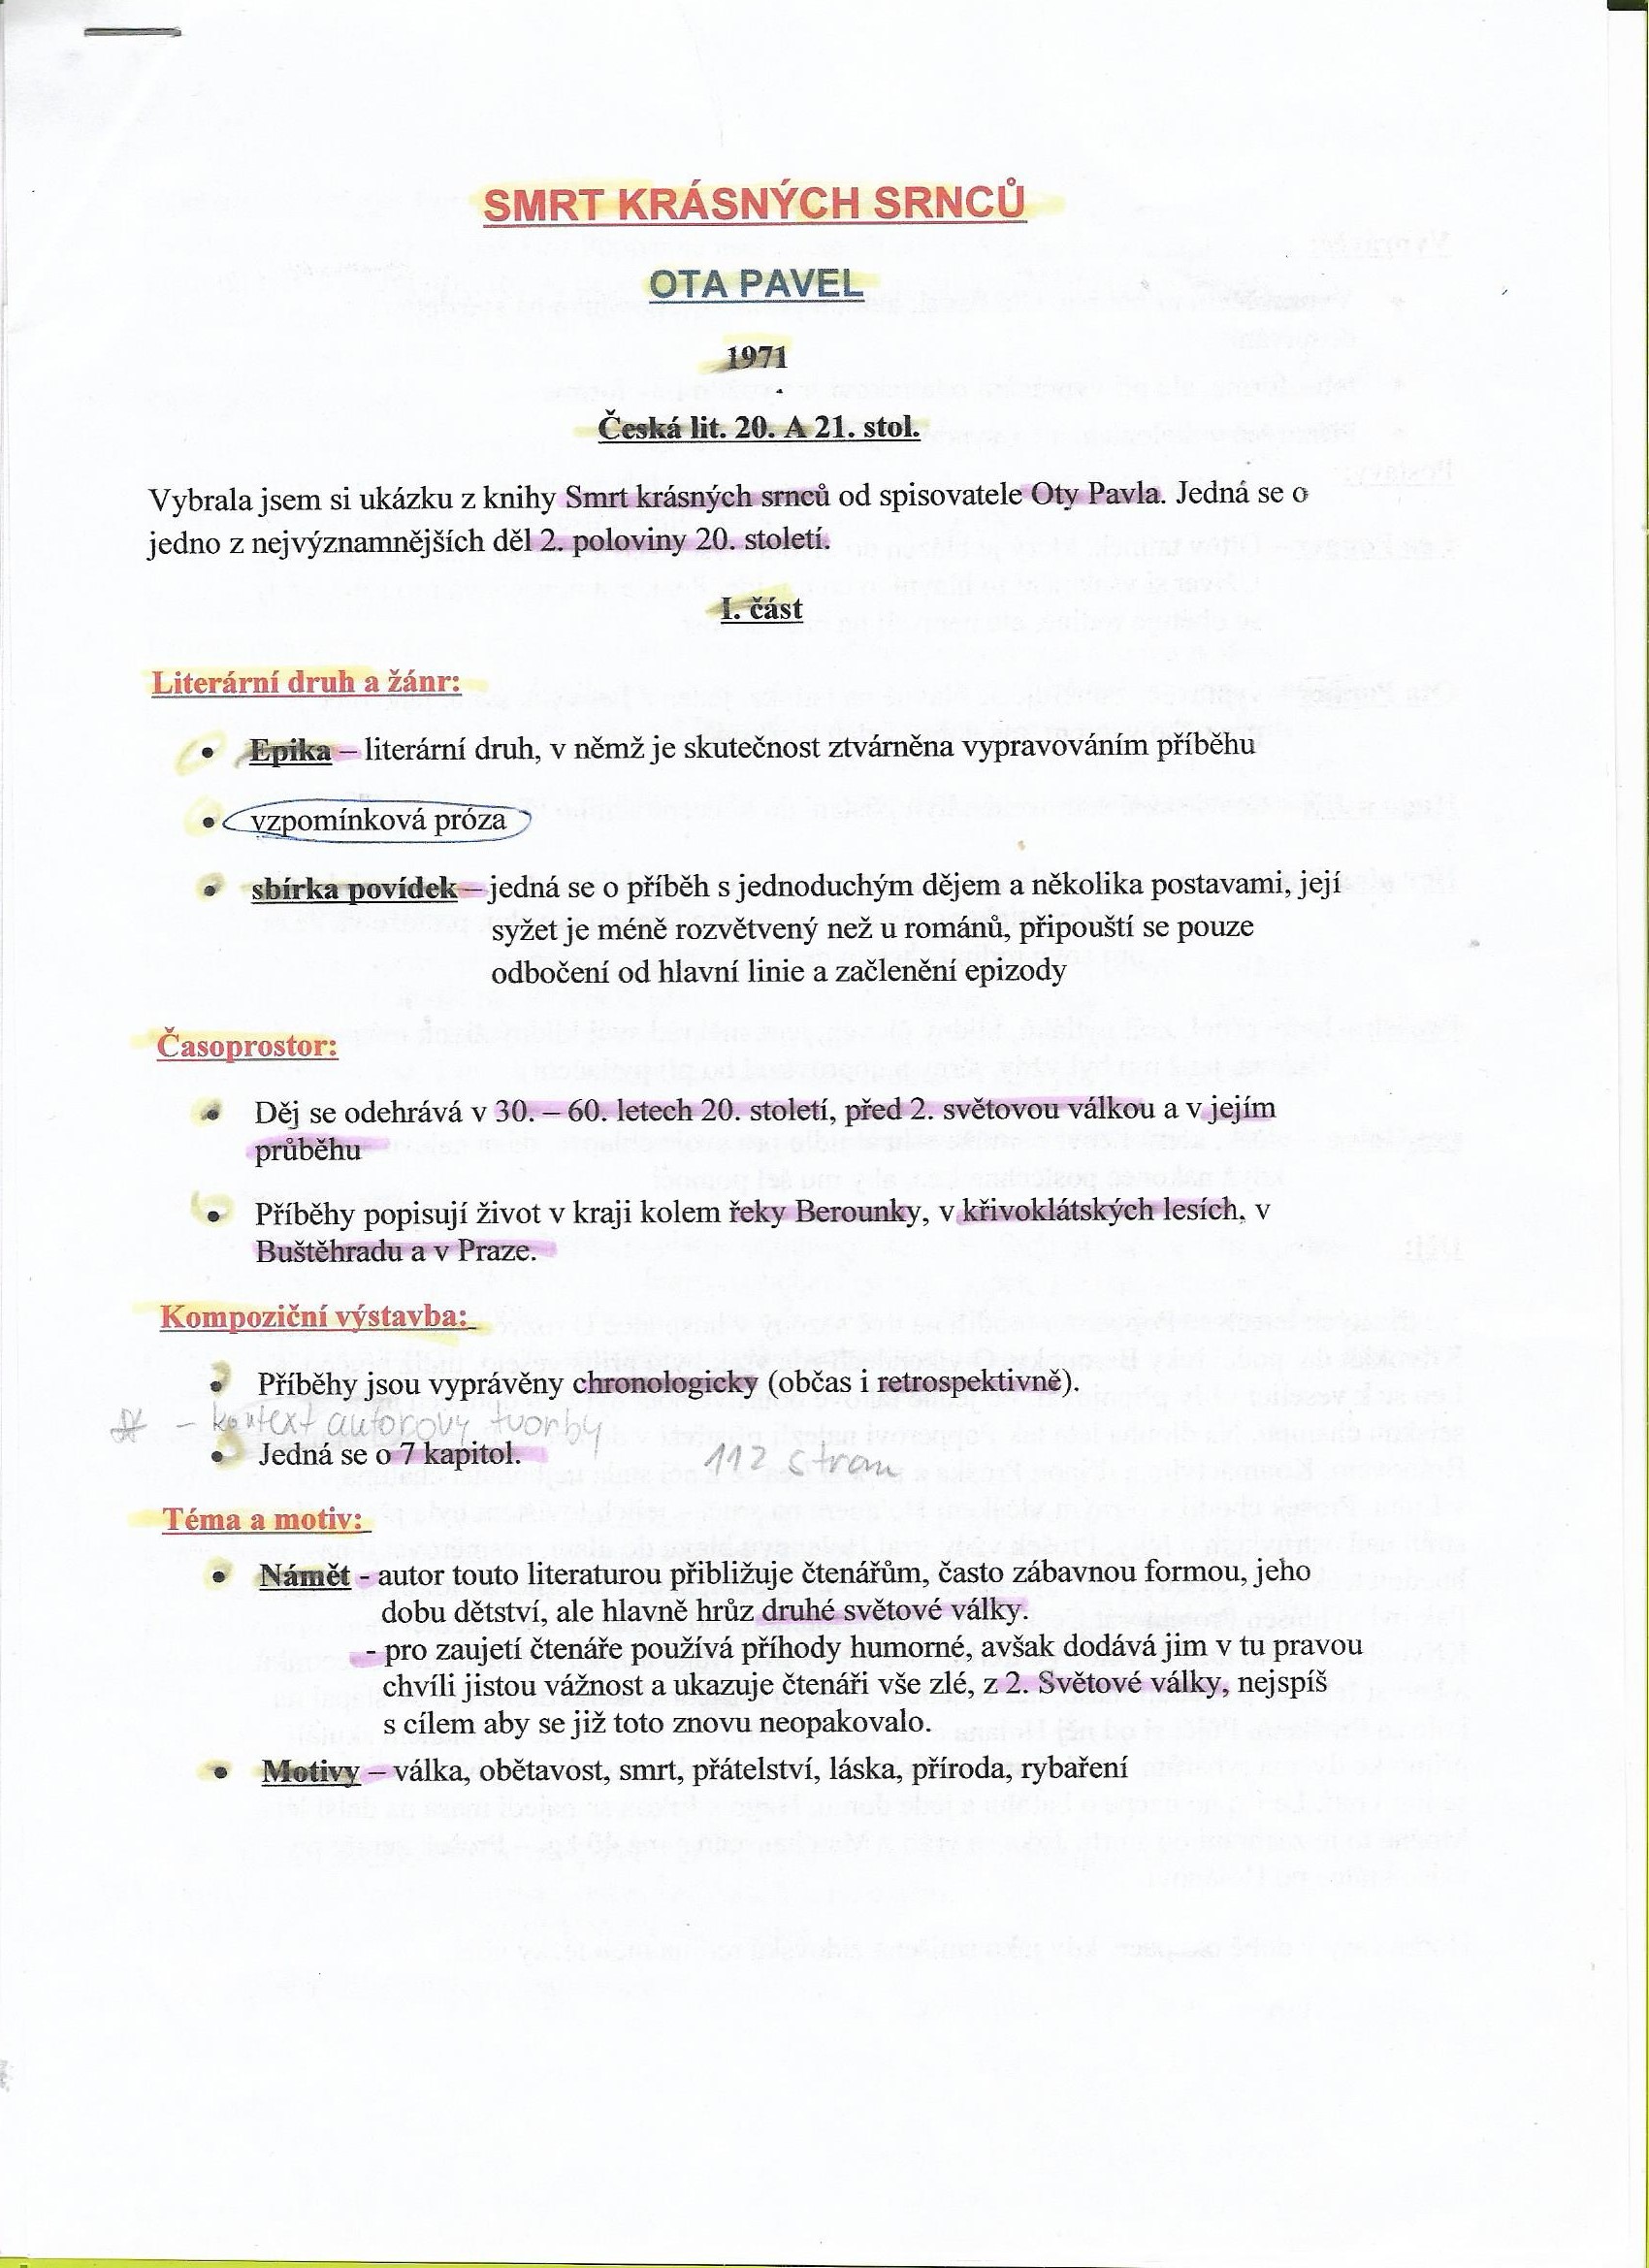 SMRT KRÁSNÝCH SRNCŮ
OTA PAVEL
1971
Česká lit. 20. A 21. stol.
Vybrala jsem si ukázku z knihy Smrt krásných srnců od spisovatele Oty Pavla. Jedná se o
jedno z nejvýznamnějších děl 2. poloviny 20. století.
I. část
Literární druh a žánr:
• Epika – literární druh, v němž je skutečnost ztvárněna vypravováním příběhu
• vzpomínková próza
• sbírka povídek – jedná se o příběh s jednoduchým dějem a několika postavami, její
syžet je méně rozvětvený než u románů, připouští se pouze
odbočení od hlavní linie a začlenění epizody
Časoprostor:
• Děj se odehrává v 30. – 60. letech 20. století, před 2. světovou válkou a v jejím
průběhu
• Příběhy popisují život v kraji kolem řeky Berounky, v křivoklátských lesích, v
Buštěhradu a v Praze.
Kompoziční výstavba:
• Příběhy jsou vyprávěny chronologicky (občas i retrospektivně).
– kontext autorovy tvorby
• Jedná se o 7 kapitol. 112 stran
Téma a motiv:
• Námět - autor touto literaturou přibližuje čtenářům, často zábavnou formou, jeho
dobu dětství, ale hlavně hrůz druhé světové války.
- pro zaujetí čtenáře používá příhody humorné, avšak dodává jim v tu pravou
chvíli jistou vážnost a ukazuje čtenáři vše zlé, z 2. Světové války, nejspíš
s cílem aby se již toto znovu neopakovalo.
• Motivy – válka, obětavost, smrt, přátelství, láska, příroda, rybaření